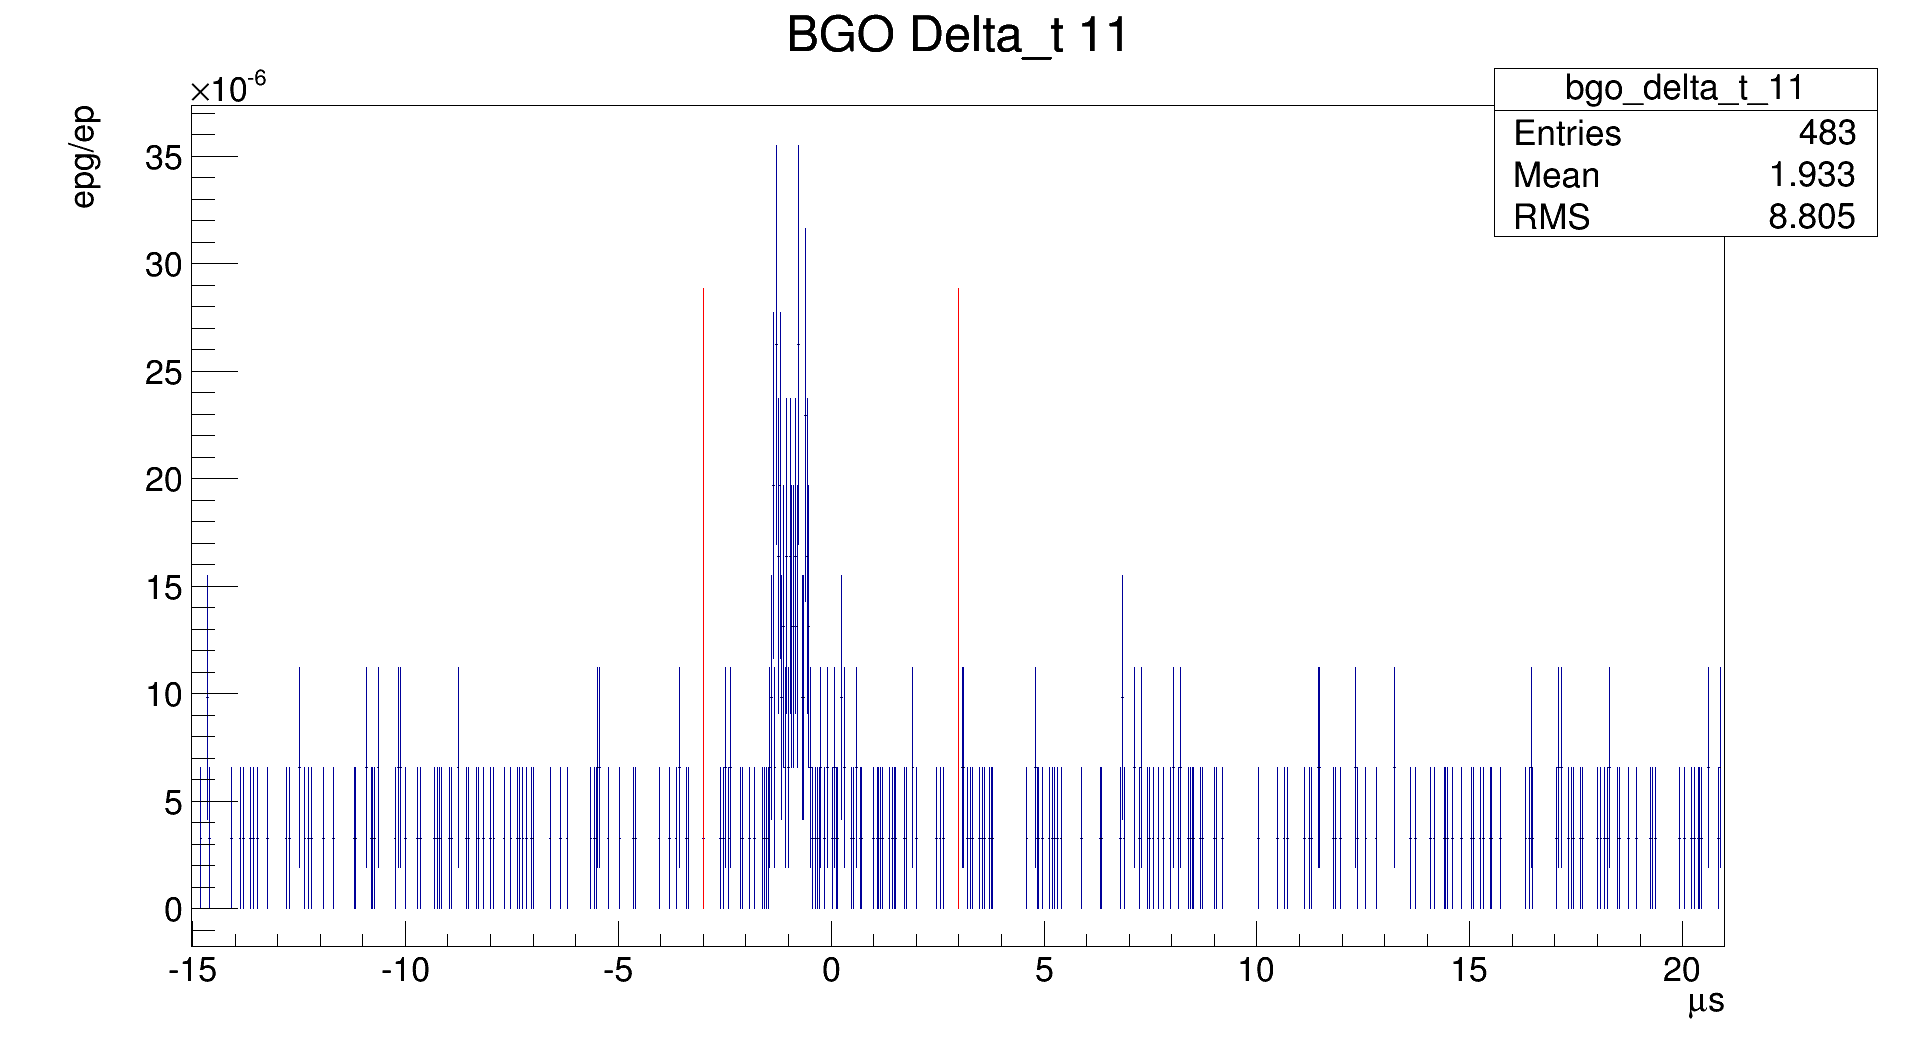 BGO Delta_t 11
×10-6
epg/ep
bgo_delta_t_11
Entries 483
Mean 1.933
RMS 8.805
35
30
25
20
15
10
5
0
-15 -10 -5 0 5 10 15 20
μs